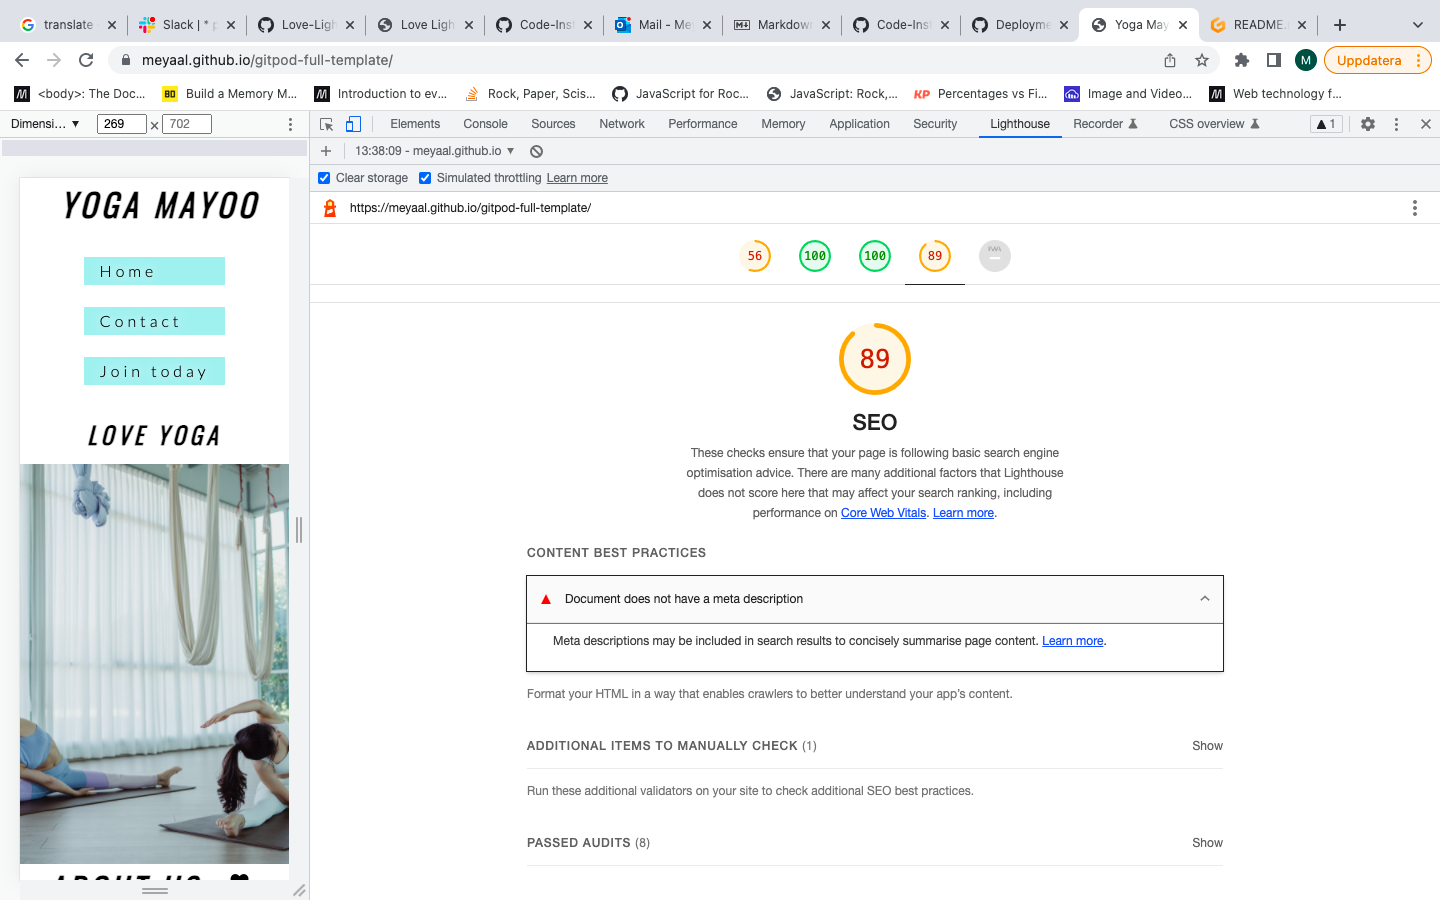 translate
Slack | * p
Love-Ligh
Love Ligh
Code-Inst
Mail - Mey
Markdown
Code-Inst
Deployme
Yoga May
README.
meyaal.github.io/gitpod-full-template/
M
Uppdatera
<body>: The Doc...
BO
Build a Memory M...
Introduction to ev...
Rock, Paper, Scis...
JavaScript for Roc...
JavaScript: Rock,...
KP
Percentages vs Fi...
Image and Video...
Web technology f...
Dimensi... ▼ 269 × 702
Elements Console Sources Network Performance Memory Application Security Lighthouse Recorder CSS overview 1
13:38:09 - meyaal.github.io ▼
Clear storage Simulated throttling Learn more
https://meyaal.github.io/gitpod-full-template/
56 100 100 89 PWA
YOGA MAYOO
Home
Contact
Join today
LOVE YOGA
ABOUT US
89
SEO
These checks ensure that your page is following basic search engine
optimisation advice. There are many additional factors that Lighthouse
does not score here that may affect your search ranking, including
performance on Core Web Vitals. Learn more.
CONTENT BEST PRACTICES
Document does not have a meta description
Meta descriptions may be included in search results to concisely summarise page content. Learn more.
Format your HTML in a way that enables crawlers to better understand your app's content.
ADDITIONAL ITEMS TO MANUALLY CHECK (1) Show
Run these additional validators on your site to check additional SEO best practices.
PASSED AUDITS (8) Show